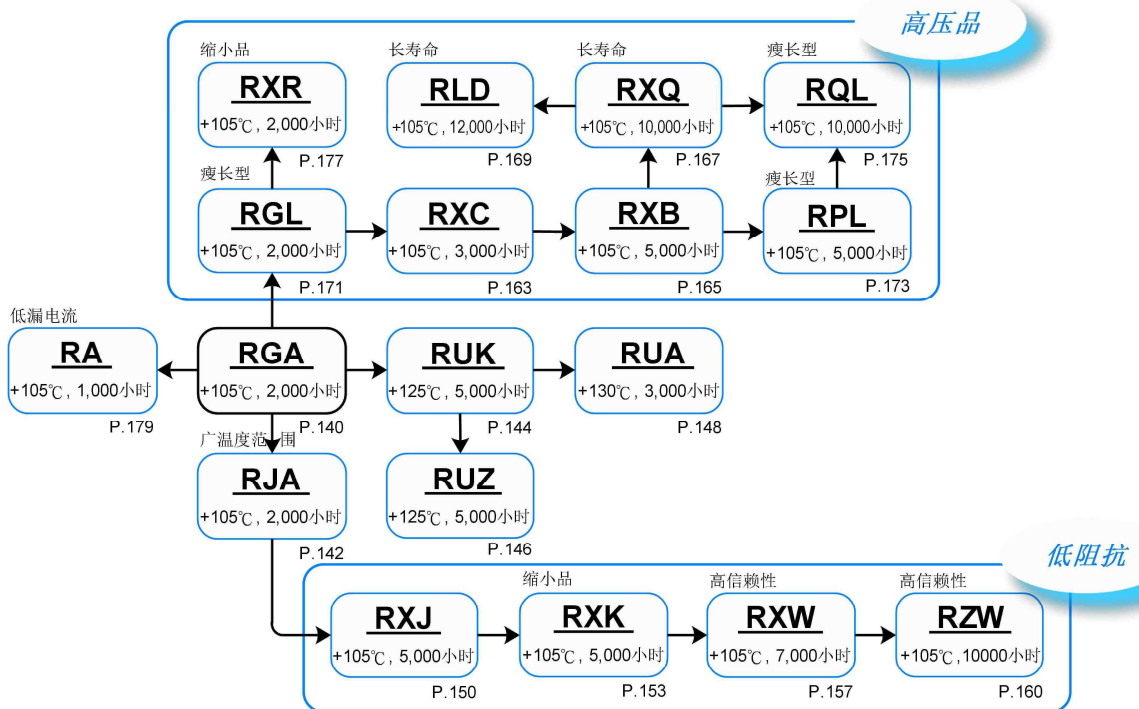 高压品
缩小品
RXR
+105℃, 2,000小时
P.177
长寿命
RLD
+105℃, 12,000小时
P.169
长寿命
RXQ
+105℃, 10,000小时
P.167
瘦长型
RQL
+105℃, 10,000小时
P.175
瘦长型
RGL
+105℃, 2,000小时
P.171
RXC
+105℃, 3,000小时
P.163
RXB
+105℃, 5,000小时
P.165
瘦长型
RPL
+105℃, 5,000小时
P.173
低漏电流
RA
+105℃, 1,000小时
P.179
RGA
+105℃, 2,000小时
P.140
RUK
+125℃, 5,000小时
P.144
RUA
+130℃, 3,000小时
P.148
广温度范围
RJA
+105℃, 2,000小时
P.142
RUZ
+125℃, 5,000小时
P.146
低阻抗
RXJ
+105℃, 5,000小时
P.150
缩小品
RXK
+105℃, 5,000小时
P.153
高信赖性
RXW
+105℃, 7,000小时
P.157
高信赖性
RZW
+105℃, 10000小时
P.160